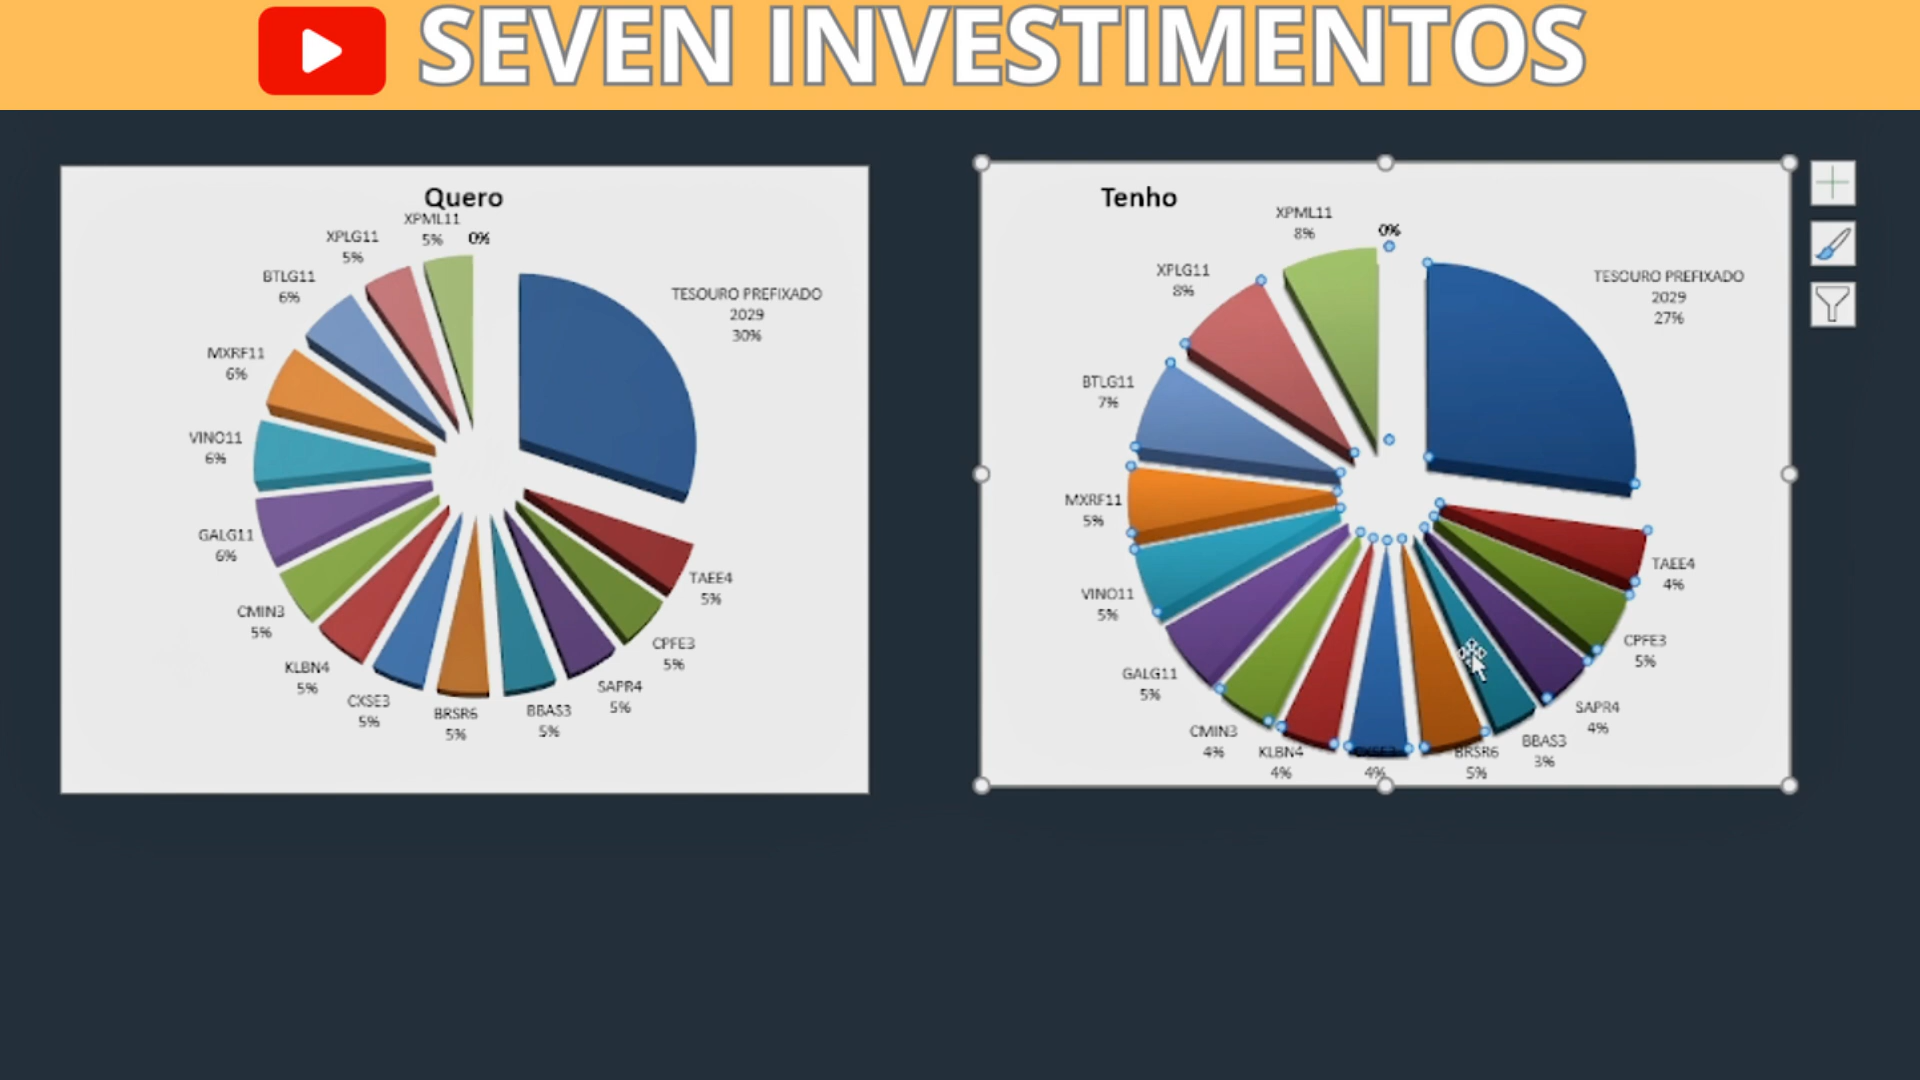 SEVEN INVESTIMENTOS
Quero
XPML11
5%
0%
XPLG11
5%
BTLG11
6%
MXRF11
6%
VINO11
6%
GALG11
6%
CMIN3
5%
KLBN4
5%
CXSE3
5%
BRSR6
5%
BBAS3
5%
SAPR4
5%
CPFE3
5%
TAEE4
5%
TESOURO PREFIXADO
2029
30%
Tenho
XPML11
8%
0%
XPLG11
8%
BTLG11
7%
MXRF11
5%
VINO11
5%
GALG11
5%
CMIN3
4%
KLBN4
4%
CXSE3
4%
BRSR6
5%
BBAS3
3%
SAPR4
4%
CPFE3
5%
TAEE4
4%
TESOURO PREFIXADO
2029
27%